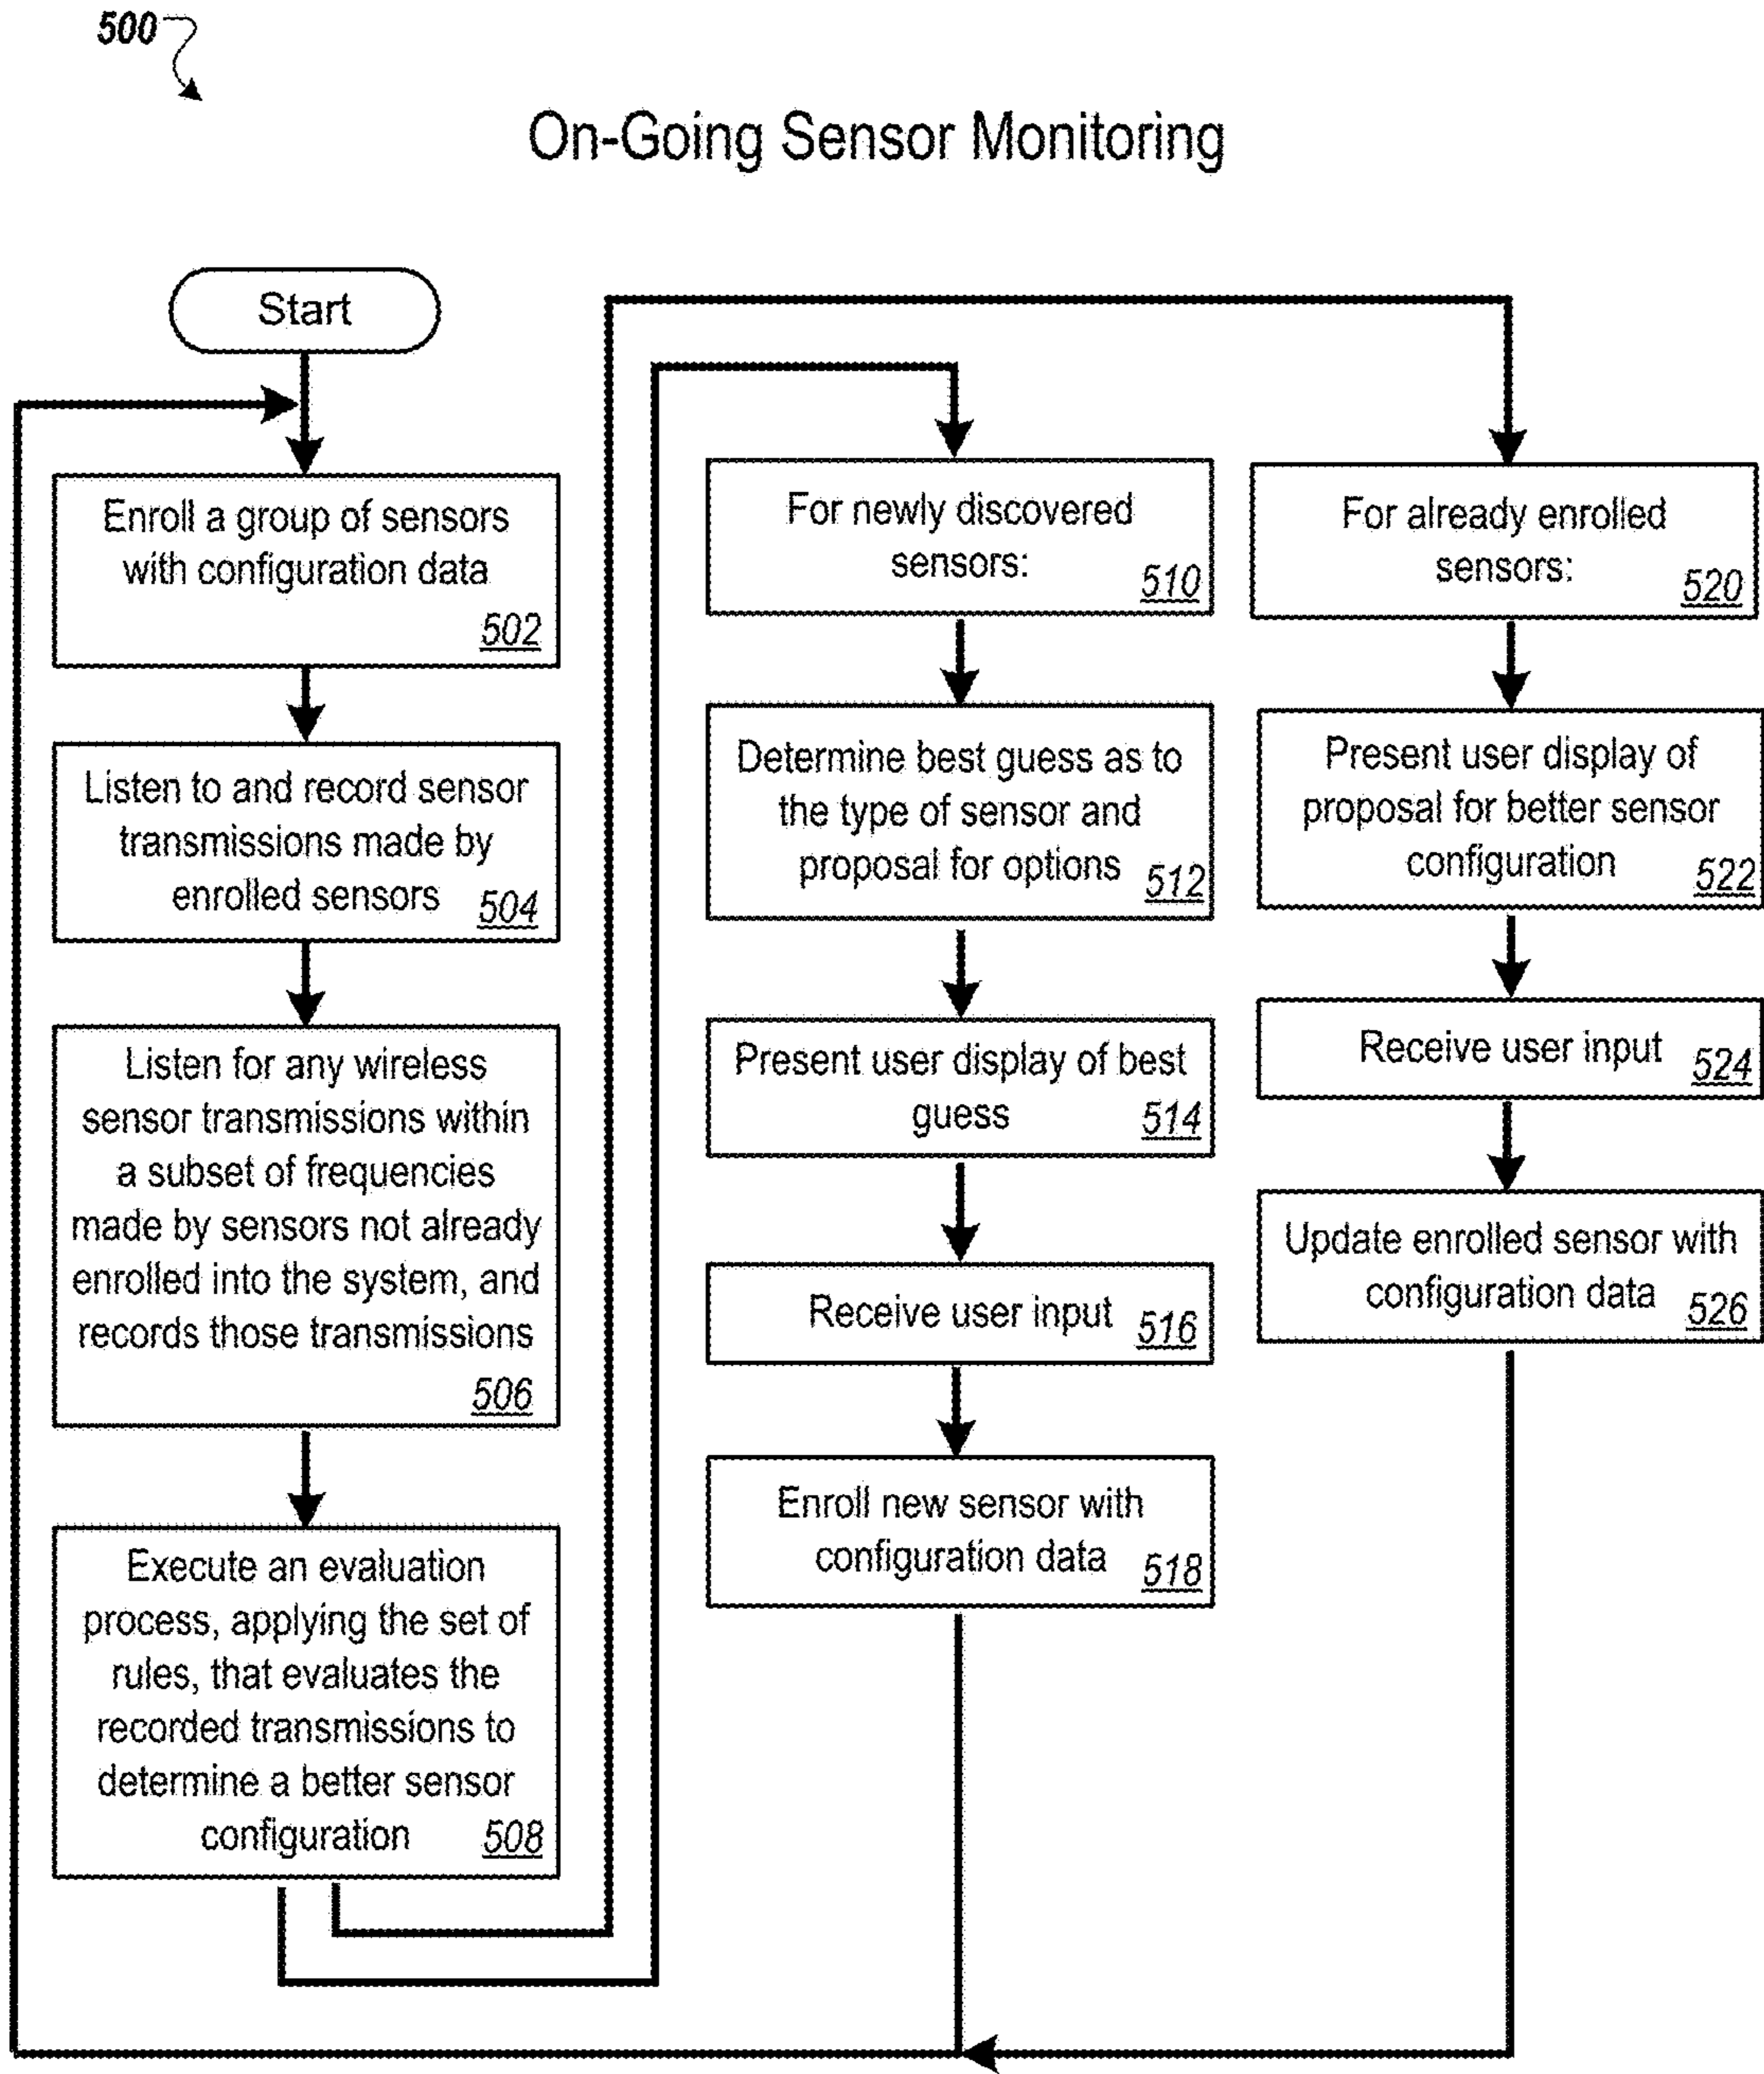 500
On-Going Sensor Monitoring
Start
Enroll a group of sensors
with configuration data
502
Listen to and record sensor
transmissions made by
enrolled sensors 504
Listen for any wireless
sensor transmissions within
a subset of frequencies
made by sensors not already
enrolled into the system, and
records those transmissions
506
Execute an evaluation
process, applying the set of
rules, that evaluates the
recorded transmissions to
determine a better sensor
configuration 508
For newly discovered
sensors: 510
Determine best guess as to
the type of sensor and
proposal for options 512
Present user display of best
guess 514
Receive user input 516
Enroll new sensor with
configuration data 518
For already enrolled
sensors: 520
Present user display of
proposal for better sensor
configuration 522
Receive user input 524
Update enrolled sensor with
configuration data 526